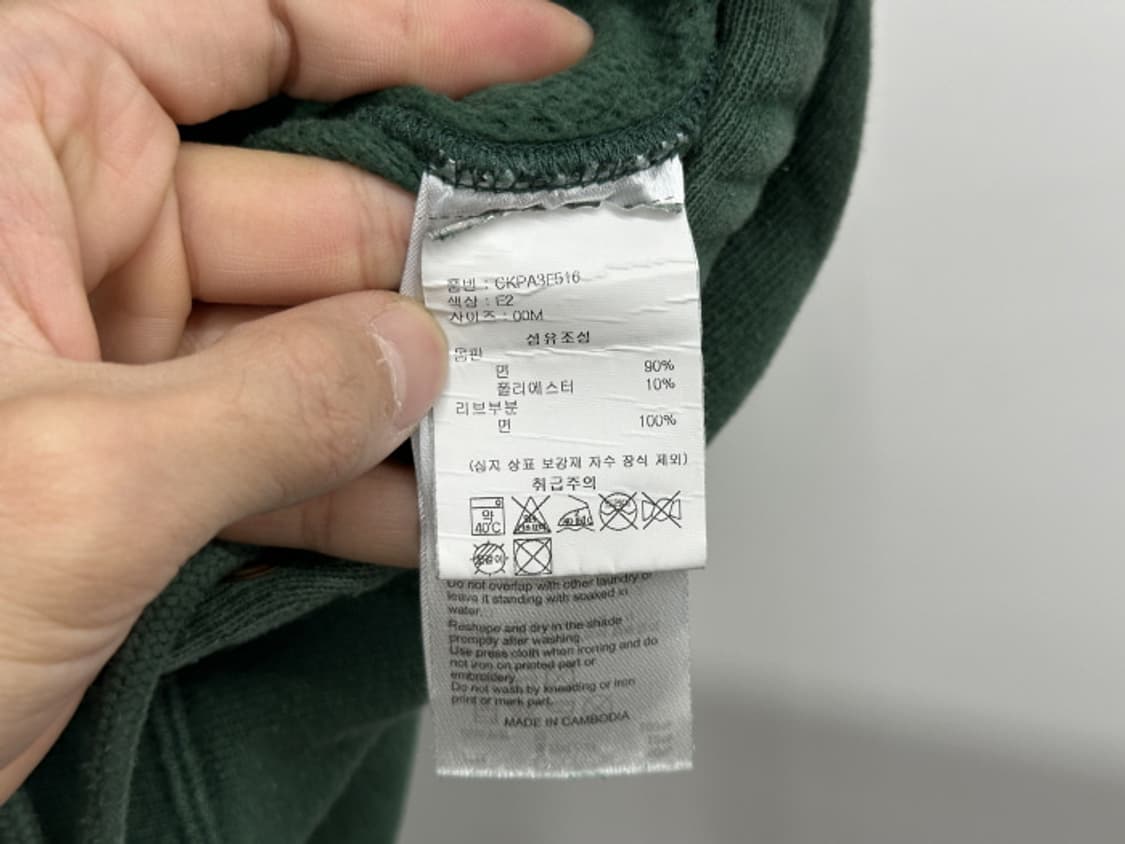 품번 : CKPA3E516
색상 : E2
사이즈 : 00M
섬유조성
몸판
면 90%
폴리에스터 10%
리브부분
면 100%
(심지 상표 보강재 자수 장식 제외)
취급주의
약
40℃
Do not overlap with other laundry or
leave it standing with soaked in
water.
Reshape and dry in the shade
promptly after washing.
Use press cloth when ironing and do
not iron on printed part or
embroidery.
Do not wash by kneading or iron
print or mark part.
MADE IN CAMBODIA